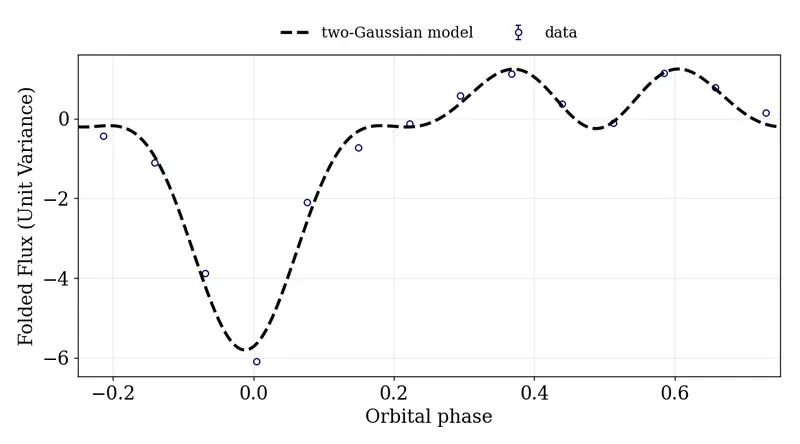 two-Gaussian model data
Folded Flux (Unit Variance)
0
−2
−4
−6
−0.2 0.0 0.2 0.4 0.6
Orbital phase